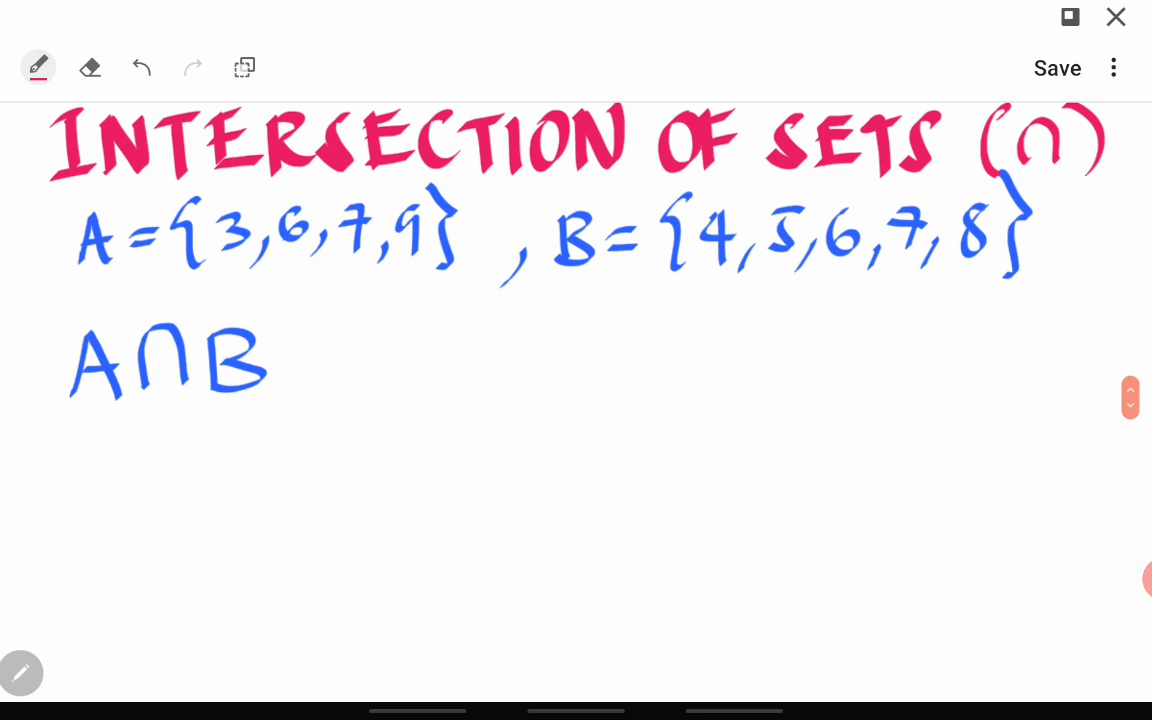 Save
INTERSECTION OF SETS (∩)
A = {3, 6, 7, 9} , B = {4, 5, 6, 7, 8}
A∩B